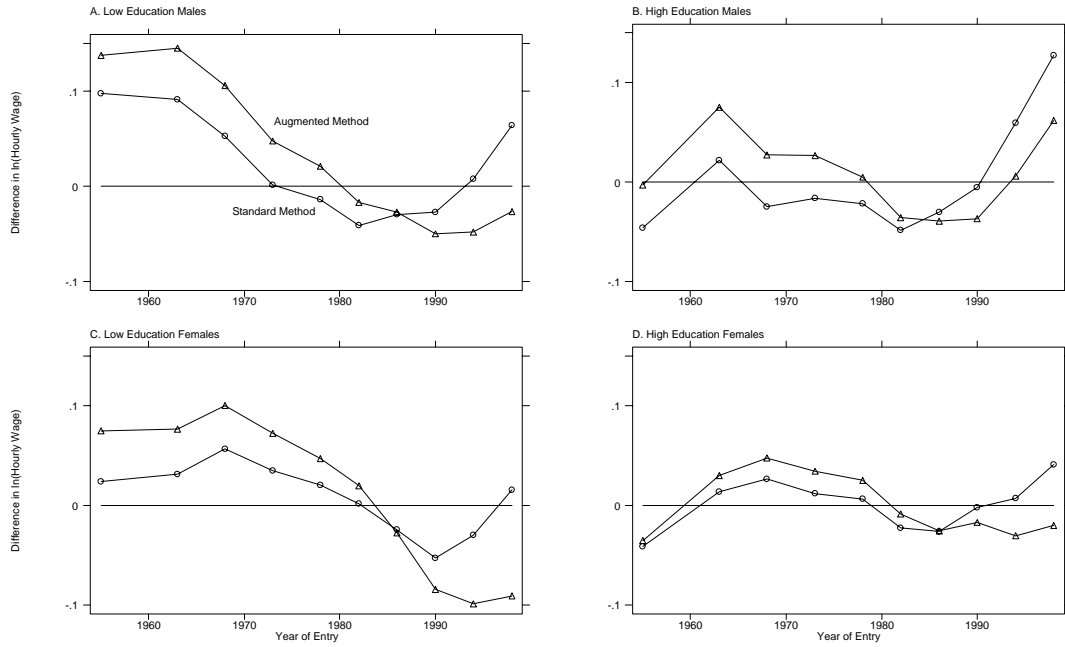 A. Low Education Males
Difference in ln(Hourly Wage)
.1
0
-.1
Augmented Method
Standard Method
1960
1970
1980
1990
B. High Education Males
.1
0
-.1
1960
1970
1980
1990
C. Low Education Females
Difference in ln(Hourly Wage)
.1
0
-.1
1960
1970
1980
1990
Year of Entry
D. High Education Females
.1
0
-.1
1960
1970
1980
1990
Year of Entry